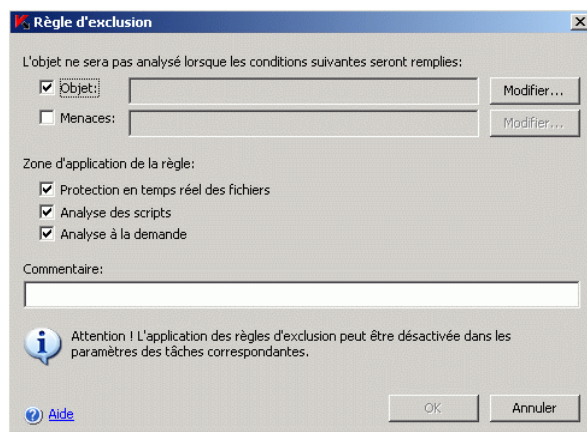 Règle d'exclusion
L'objet ne sera pas analysé lorsque les conditions suivantes seront remplies:
Objet:
Modifier...
Menaces:
Modifier...
Zone d'application de la règle:
Protection en temps réel des fichiers
Analyse des scripts
Analyse à la demande
Commentaire:
Attention ! L'application des règles d'exclusion peut être désactivée dans les
paramètres des tâches correspondantes.
Aide
OK
Annuler